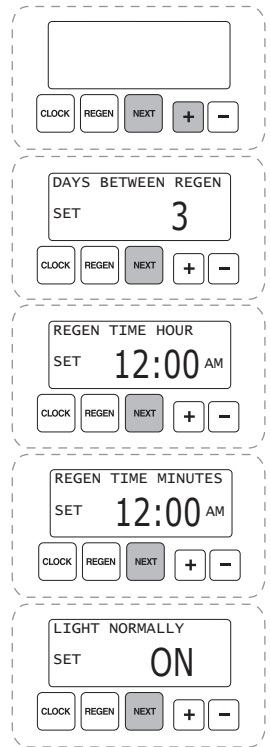 CLOCK REGEN NEXT + −
DAYS BETWEEN REGEN
SET 3
CLOCK REGEN NEXT + −
REGEN TIME HOUR
SET 12:00 AM
CLOCK REGEN NEXT + −
REGEN TIME MINUTES
SET 12:00 AM
CLOCK REGEN NEXT + −
LIGHT NORMALLY
SET ON
CLOCK REGEN NEXT + −